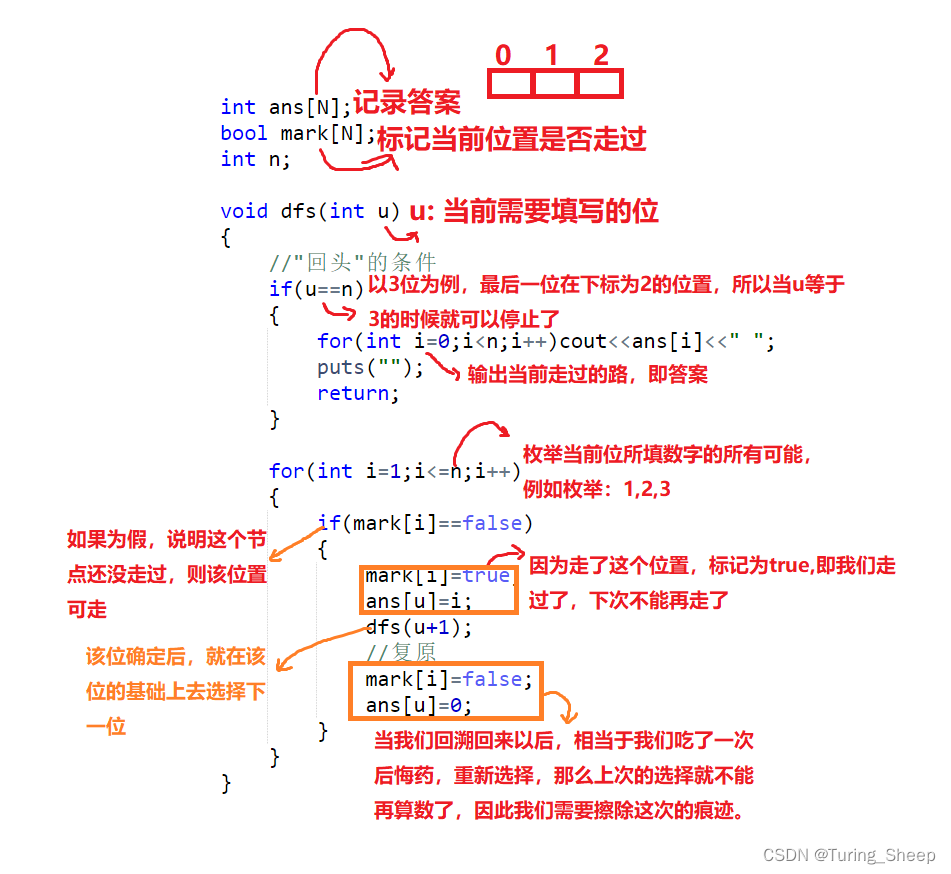 0 1 2
int ans[N];记录答案
bool mark[N];标记当前位置是否走过
int n;
void dfs(int u) u: 当前需要填写的位
{
//"回头"的条件
if(u==n) 以3位为例，最后一位在下标为2的位置，所以当u等于
3的时候就可以停止了
{
for(int i=0;i<n;i++)cout<<ans[i]<<" ";
puts("");
输出当前走过的路，即答案
return;
}
for(int i=1;i<=n;i++)
枚举当前位所填数字的所有可能，
例如枚举：1,2,3
{
if(mark[i]==false)
如果为假，说明这个节
点还没走过，则该位置
可走
{
mark[i]=true
因为走了这个位置，标记为true,即我们走
过了，下次不能再走了
ans[u]=i;
dfs(u+1);
该位确定后，就在该
位的基础上去选择下
一位
//复原
mark[i]=false;
ans[u]=0;
}
当我们回溯回来以后，相当于我们吃了一次
后悔药，重新选择，那么上次的选择就不能
再算数了，因此我们需要擦除这次的痕迹。
}
}
CSDN @Turing_Sheep